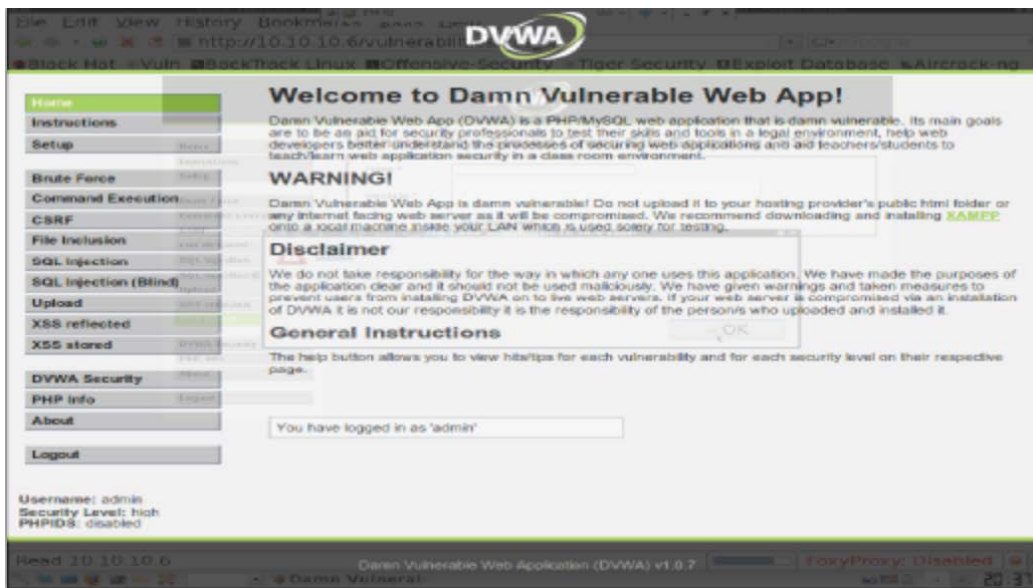 File Edit View History Bookmarks
http://10.10.10.6/vulnerabili
DVWA
Black Hat Vuln BackTrack Linux Offensive-Security Tiger Security Exploit Database Aircrack-ng
Home
Instructions
Setup
Brute Force
Command Execution
CSRF
File Inclusion
SQL Injection
SQL Injection (Blind)
Upload
XSS reflected
XSS stored
DVWA Security
PHP Info
About
Logout
Username: admin
Security Level: high
PHPIDS: disabled
Welcome to Damn Vulnerable Web App!
Damn Vulnerable Web App (DVWA) is a PHP/MySQL web application that is damn vulnerable. Its main goals
are to be an aid for security professionals to test their skills and tools in a legal environment, help web
developers better understand the processes of securing web applications and aid teachers/students to
teach/learn web application security in a class room environment.
WARNING!
Damn Vulnerable Web App is damn vulnerable! Do not upload it to your hosting provider's public html folder or
any internet facing web server as it will be compromised. We recommend downloading and installing XAMPP
onto a local machine inside your LAN which is used solely for testing.
Disclaimer
We do not take responsibility for the way in which any one uses this application. We have made the purposes of
the application clear and it should not be used maliciously. We have given warnings and taken measures to
prevent users from installing DVWA on to live web servers. If your web server is compromised via an installation
of DVWA it is not our responsibility it is the responsibility of the person/s who uploaded and installed it.
General Instructions
OK
The help button allows you to view hits/tips for each vulnerability and for each security level on their respective
page.
You have logged in as 'admin'
Read 10.10.10.6
Damn Vulnerable Web Application (DVWA) v1.0.7
FoxyProxy: Disabled
Damn Vulneral